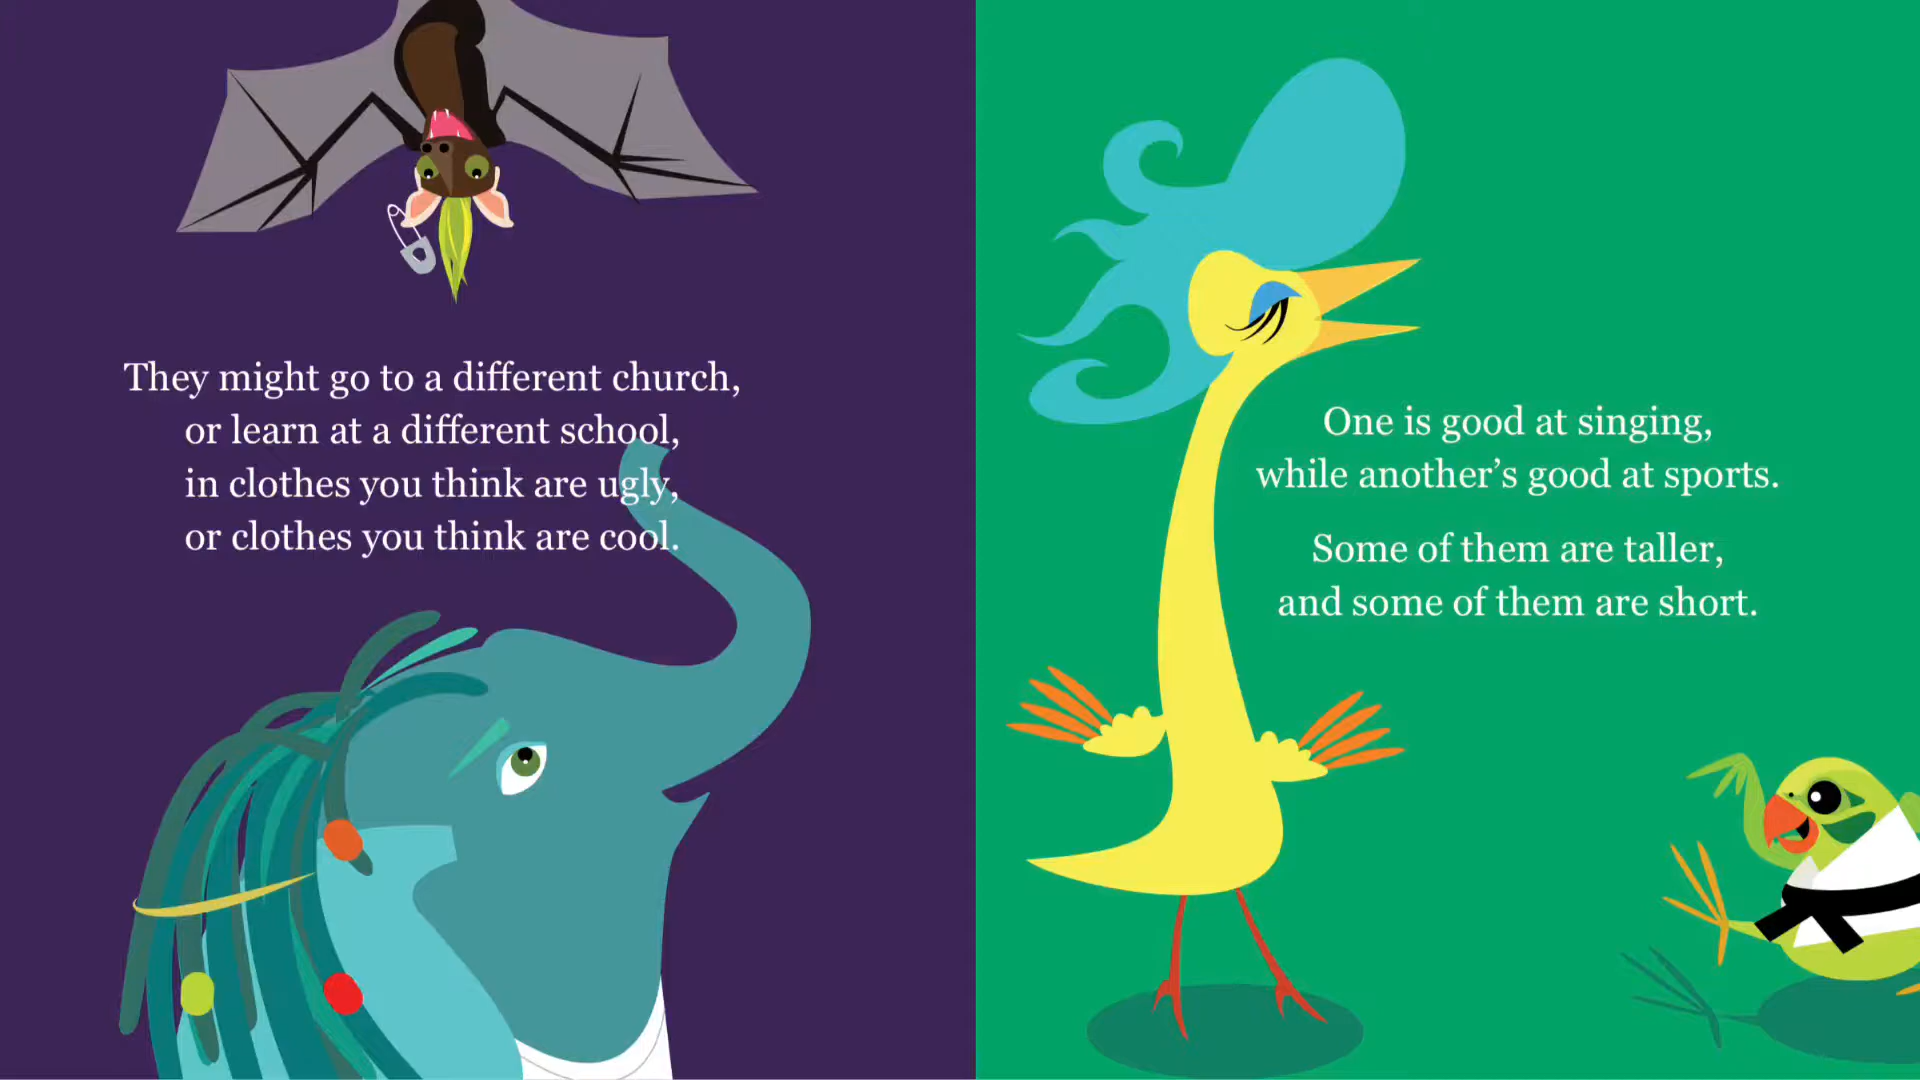 They might go to a different church,
or learn at a different school,
in clothes you think are ugly,
or clothes you think are cool.
One is good at singing,
while another’s good at sports.
Some of them are taller,
and some of them are short.